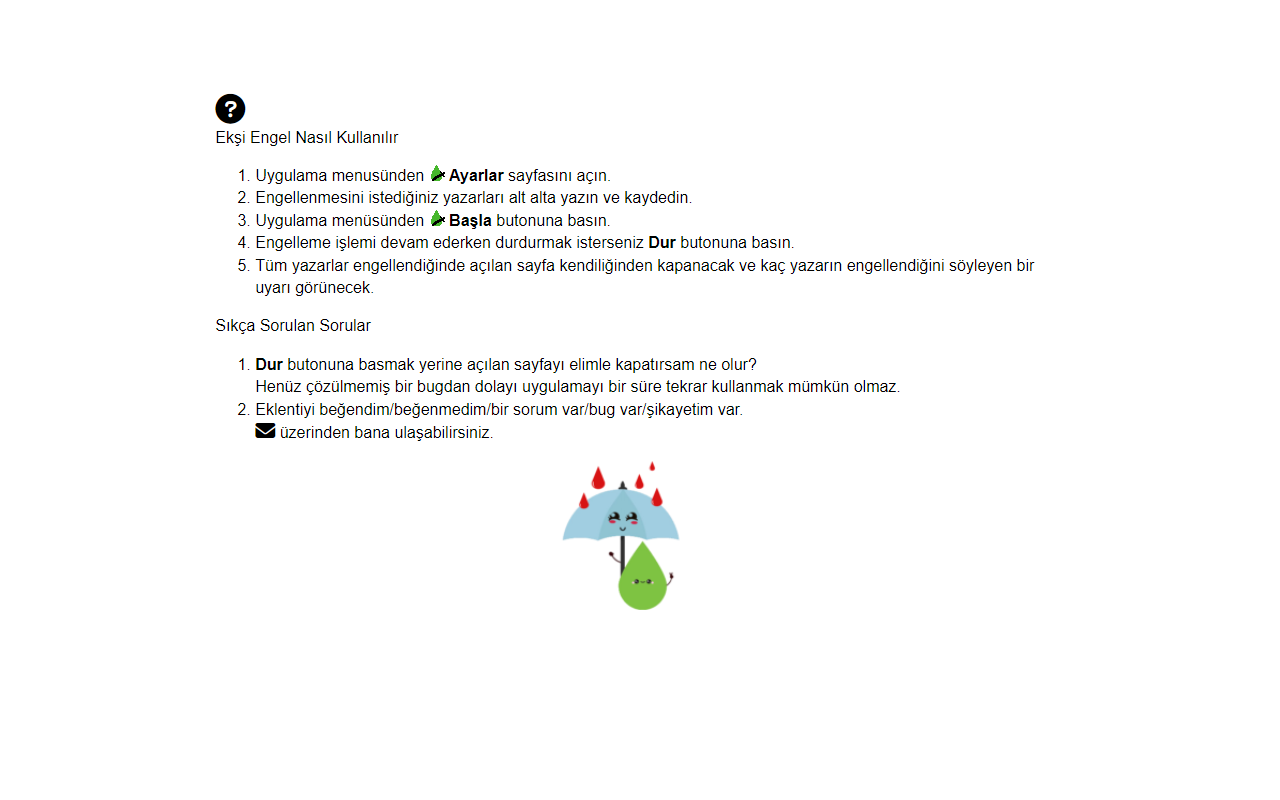 Ekşi Engel Nasıl Kullanılır
1. Uygulama menusünden Ayarlar sayfasını açın.
2. Engellenmesini istediğiniz yazarları alt alta yazın ve kaydedin.
3. Uygulama menüsünden Başla butonuna basın.
4. Engelleme işlemi devam ederken durdurmak isterseniz Dur butonuna basın.
5. Tüm yazarlar engellendiğinde açılan sayfa kendiliğinden kapanacak ve kaç yazarın engellendiğini söyleyen bir
uyarı görünecek.
Sıkça Sorulan Sorular
1. Dur butonuna basmak yerine açılan sayfayı elimle kapatırsam ne olur?
Henüz çözülmemiş bir bugdan dolayı uygulamayı bir süre tekrar kullanmak mümkün olmaz.
2. Eklentiyi beğendim/beğenmedim/bir sorum var/bug var/şikayetim var.
üzerinden bana ulaşabilirsiniz.